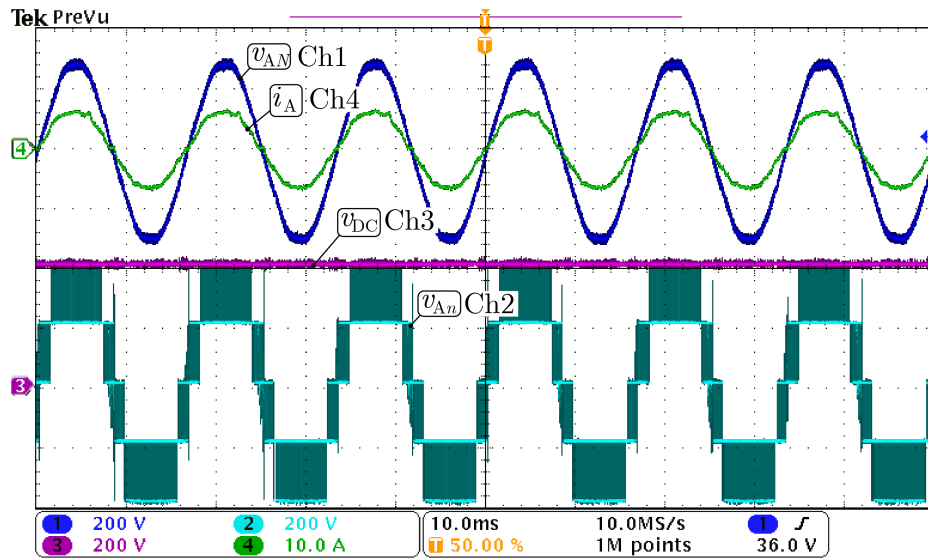 Tek PreVu
T
T
v_AN Ch1
i_A Ch4
4
v_DC Ch3
v_An Ch2
3
1 200 V 2 200 V
3 200 V 4 10.0 A
10.0ms 10.0MS/s 1
T 50.00 % 1M points 36.0 V